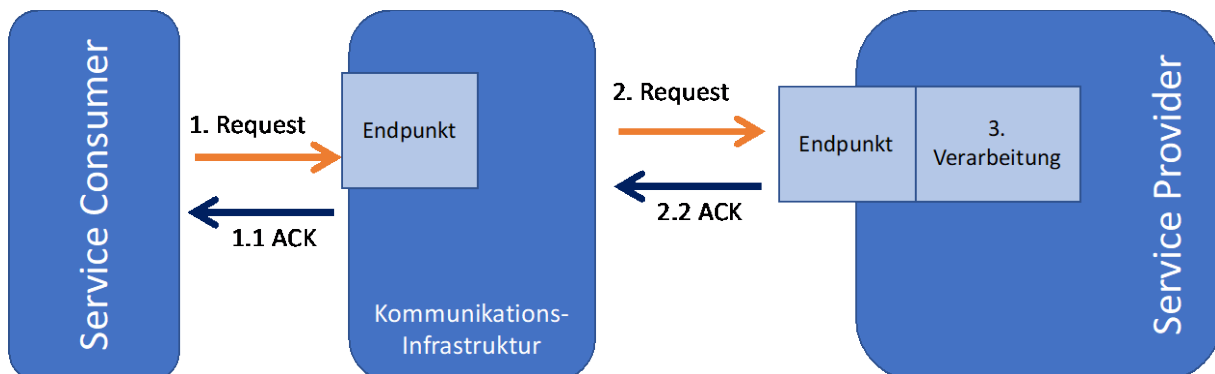 Service Consumer
1. Request
1.1 ACK
Endpunkt
Kommunikations-
Infrastruktur
2. Request
2.2 ACK
Endpunkt
3.
Verarbeitung
Service Provider